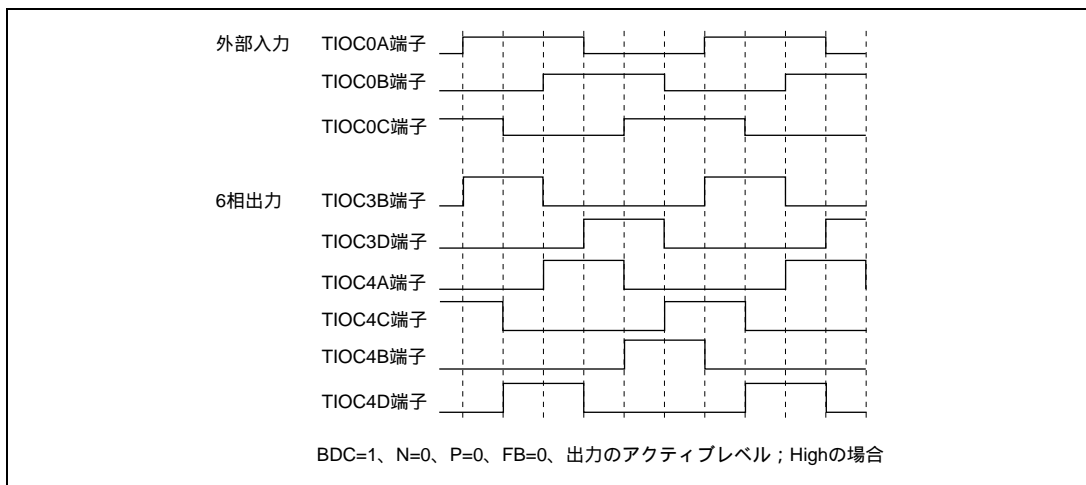 外部入力 TIOC0A端子
TIOC0B端子
TIOC0C端子
6相出力 TIOC3B端子
TIOC3D端子
TIOC4A端子
TIOC4C端子
TIOC4B端子
TIOC4D端子
BDC=1、N=0、P=0、FB=0、出力のアクティブレベル；Highの場合